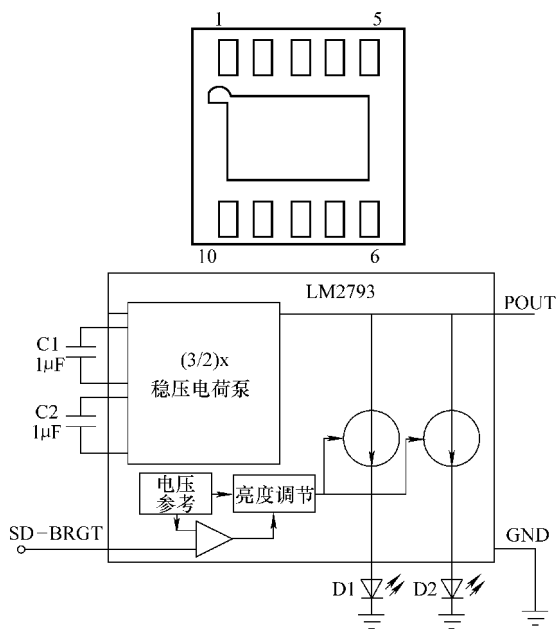 1 5
10 6
LM2793
POUT
C1
1μF
(3/2)x
稳压电荷泵
C2
1μF
电压
参考
亮度调节
SD-BRGT
GND
D1 D2